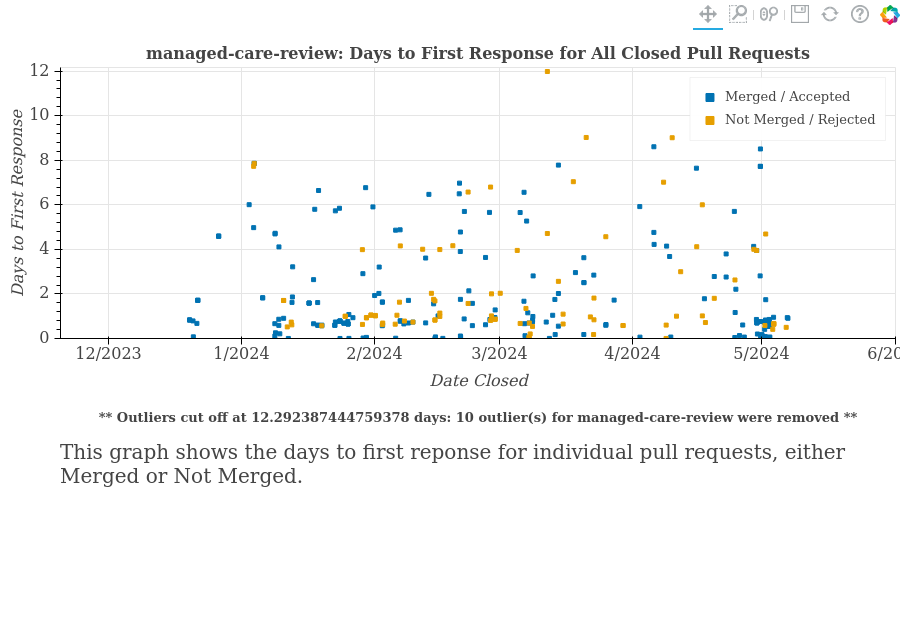 managed-care-review: Days to First Response for All Closed Pull Requests
12
10
8
6
4
2
0
Days to First Response
Merged / Accepted
Not Merged / Rejected
12/2023
1/2024
2/2024
3/2024
4/2024
5/2024
6/20
Date Closed
** Outliers cut off at 12.292387444759378 days: 10 outlier(s) for managed-care-review were removed **
This graph shows the days to first reponse for individual pull requests, either
Merged or Not Merged.